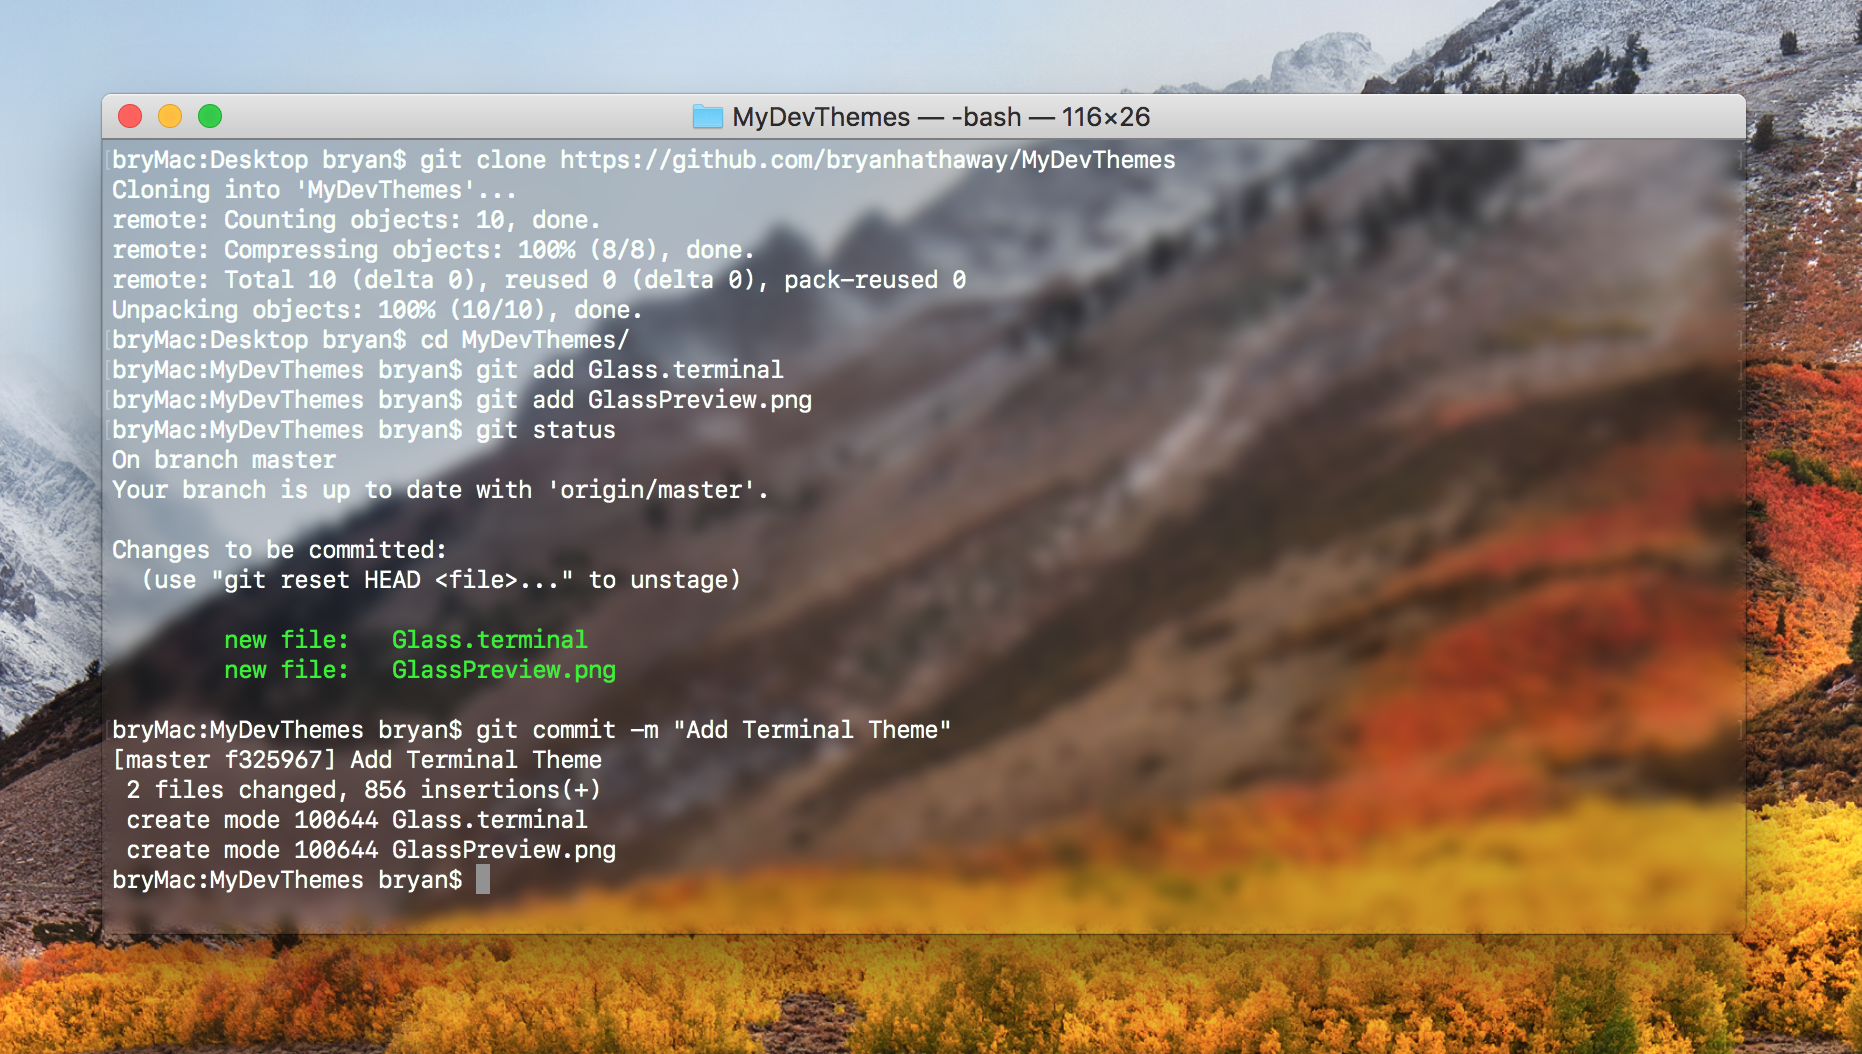 MyDevThemes — -bash — 116×26
bryMac:Desktop bryan$ git clone https://github.com/bryanhathaway/MyDevThemes
Cloning into 'MyDevThemes'...
remote: Counting objects: 10, done.
remote: Compressing objects: 100% (8/8), done.
remote: Total 10 (delta 0), reused 0 (delta 0), pack-reused 0
Unpacking objects: 100% (10/10), done.
bryMac:Desktop bryan$ cd MyDevThemes/
bryMac:MyDevThemes bryan$ git add Glass.terminal
bryMac:MyDevThemes bryan$ git add GlassPreview.png
bryMac:MyDevThemes bryan$ git status
On branch master
Your branch is up to date with 'origin/master'.
Changes to be committed:
  (use "git reset HEAD <file>..." to unstage)
        new file:   Glass.terminal
        new file:   GlassPreview.png
bryMac:MyDevThemes bryan$ git commit -m "Add Terminal Theme"
[master f325967] Add Terminal Theme
 2 files changed, 856 insertions(+)
 create mode 100644 Glass.terminal
 create mode 100644 GlassPreview.png
bryMac:MyDevThemes bryan$